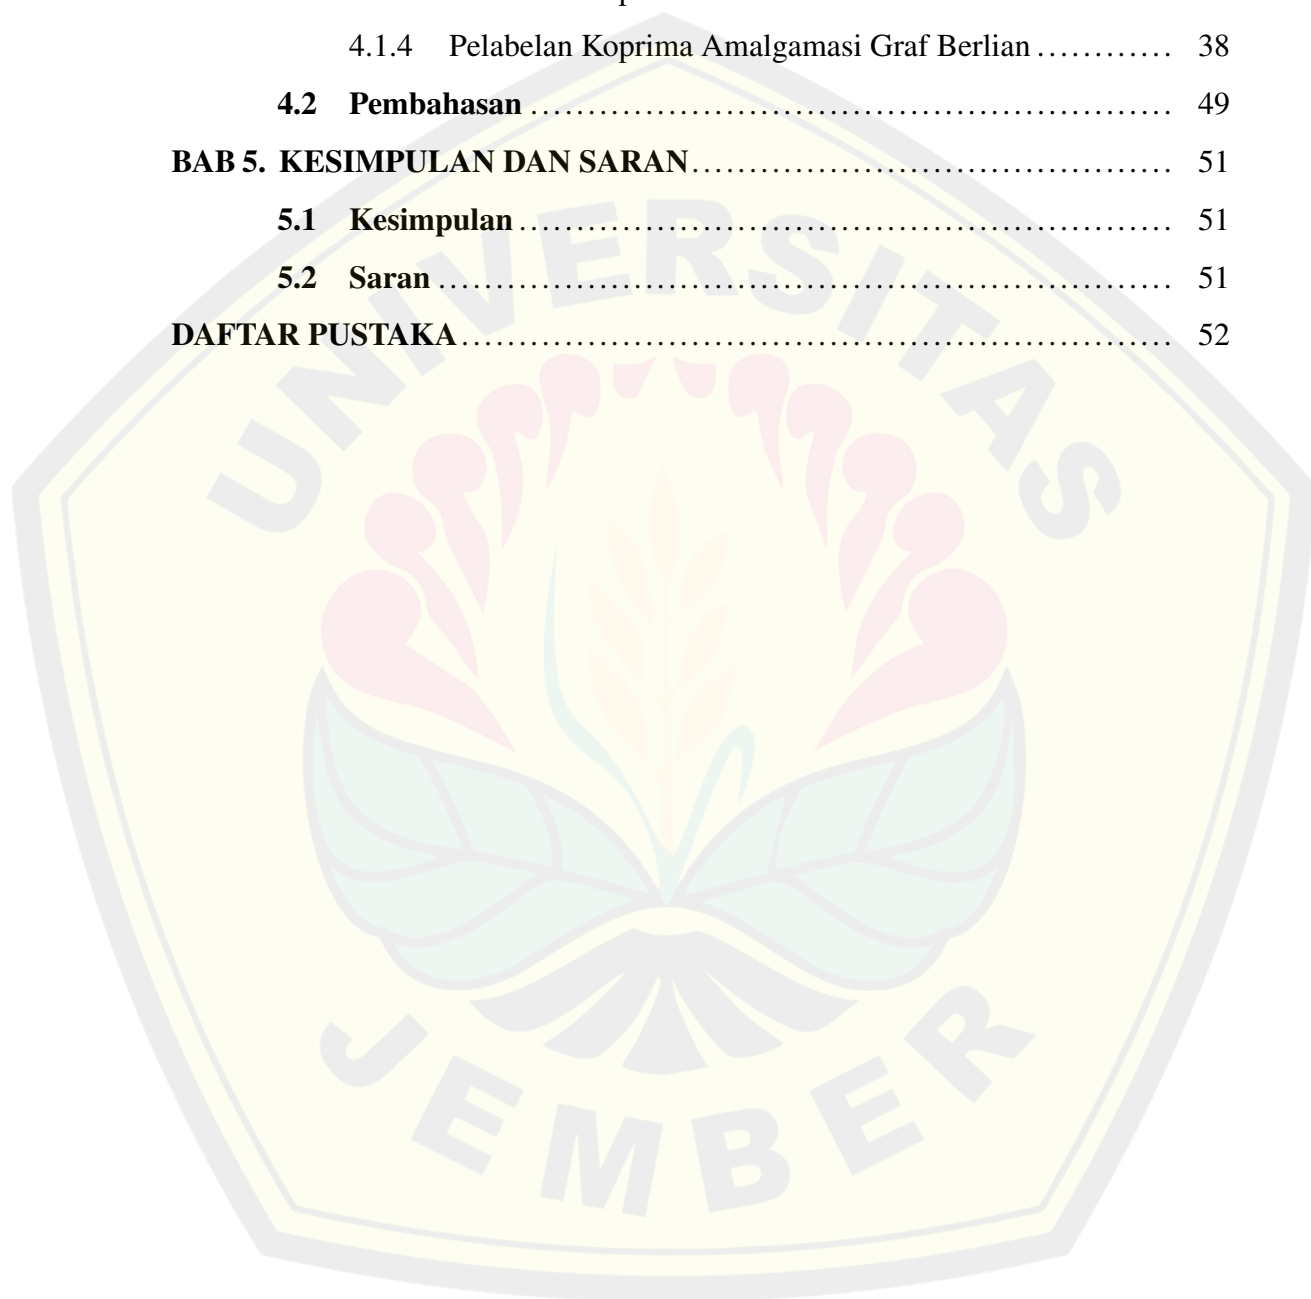 4.1.4 Pelabelan Koprima Amalgamasi Graf Berlian ............ 38
4.2 Pembahasan ............................................................ 49
BAB 5. KESIMPULAN DAN SARAN ............................................. 51
5.1 Kesimpulan ............................................................. 51
5.2 Saran ..................................................................... 51
DAFTAR PUSTAKA ................................................................... 52
UNIVERSITAS
JEMBER